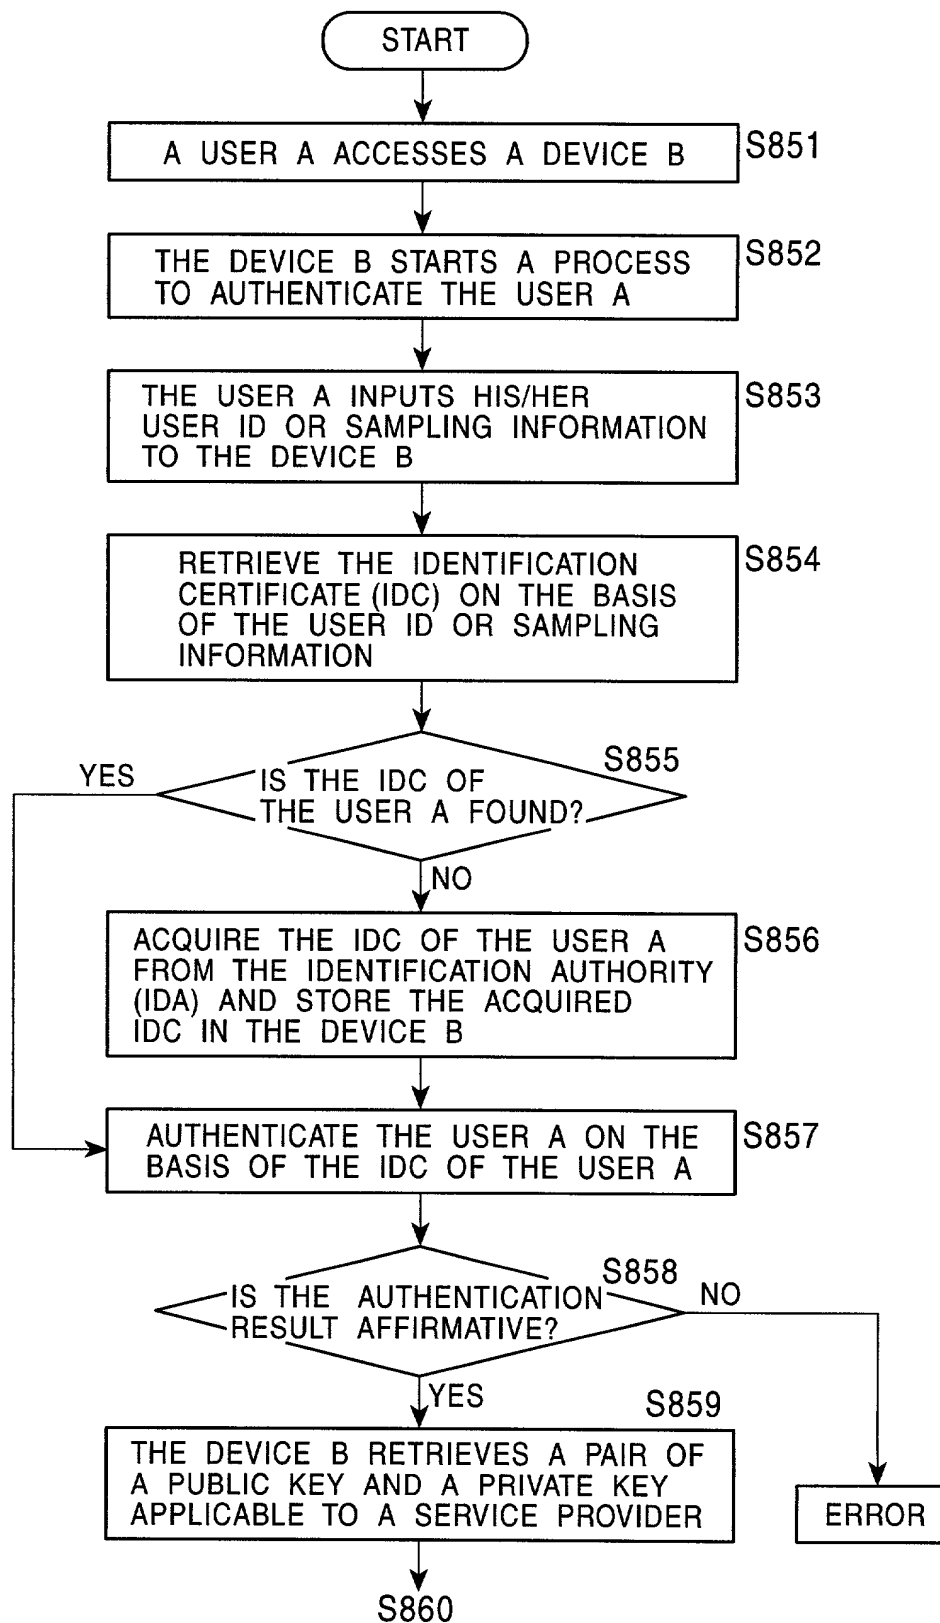 START
A USER A ACCESSES A DEVICE B
S851
THE DEVICE B STARTS A PROCESS
TO AUTHENTICATE THE USER A
S852
THE USER A INPUTS HIS/HER
USER ID OR SAMPLING INFORMATION
TO THE DEVICE B
S853
RETRIEVE THE IDENTIFICATION
CERTIFICATE (IDC) ON THE BASIS
OF THE USER ID OR SAMPLING
INFORMATION
S854
S855
YES
IS THE IDC OF
THE USER A FOUND?
NO
ACQUIRE THE IDC OF THE USER A
FROM THE IDENTIFICATION AUTHORITY
(IDA) AND STORE THE ACQUIRED
IDC IN THE DEVICE B
S856
AUTHENTICATE THE USER A ON THE
BASIS OF THE IDC OF THE USER A
S857
S858
IS THE AUTHENTICATION
RESULT AFFIRMATIVE?
NO
YES
S859
THE DEVICE B RETRIEVES A PAIR OF
A PUBLIC KEY AND A PRIVATE KEY
APPLICABLE TO A SERVICE PROVIDER
ERROR
S860